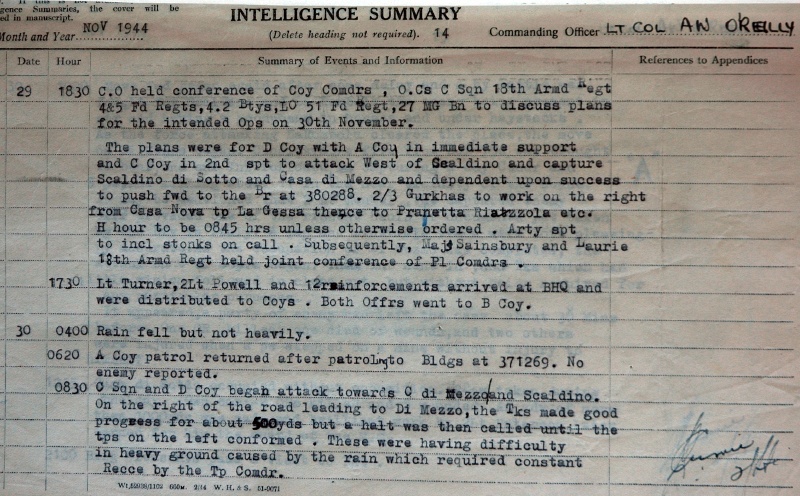 gence Summaries, the cover will be
ed in manuscript.
INTELLIGENCE SUMMARY
Month and Year NOV 1944
(Delete heading not required). 14
Commanding Officer LT COL A N OREILLY
Date Hour Summary of Events and Information References to Appendices
29 1830 C.O held conference of Coy Comdrs , O.Cs C Sqn 18th Armd Regt
4&5 Fd Regts,4.2 Btys,LO 51 Fd Regt,27 MG Bn to discuss plans
for the intended Ops on 30th November.
The plans were for D Coy with A Coy in immediate support
and C Coy in 2nd spt to attack West of Scaldino and capture
Scaldino di Sotto and Casa di Mezzo and dependent upon success
to push fwd to the Br at 380288. 2/3 Gurkhas to work on the right
from Casa Nova tp La Gessa thence to Pranetta Riazzola etc.
H hour to be 0845 hrs unless otherwise ordered . Arty spt
to incl stonks on call . Subsequently, Maj Sainsbury and Laurie
18th Armd Regt held joint conference of Pl Comdrs .
1730 Lt Turner,2Lt Powell and 12reinforcements arrived at BHQ and
were distributed to Coys . Both Offrs went to B Coy.
30 0400 Rain fell but not heavily.
0620 A Coy patrol returned after patrolingto Bldgs at 371269. No
enemy reported.
0830 C Sqn and D Coy began attack towards C di Mezzo/and Scaldino.
On the right of the road leading to Di Mezzo,the Tks made good
progress for about 500yds but a halt was then called until the
tps on the left conformed . These were having difficulty
in heavy ground caused by the rain which required constant
Recce by the Tp Comdr.
W. H. & S. 51-9071